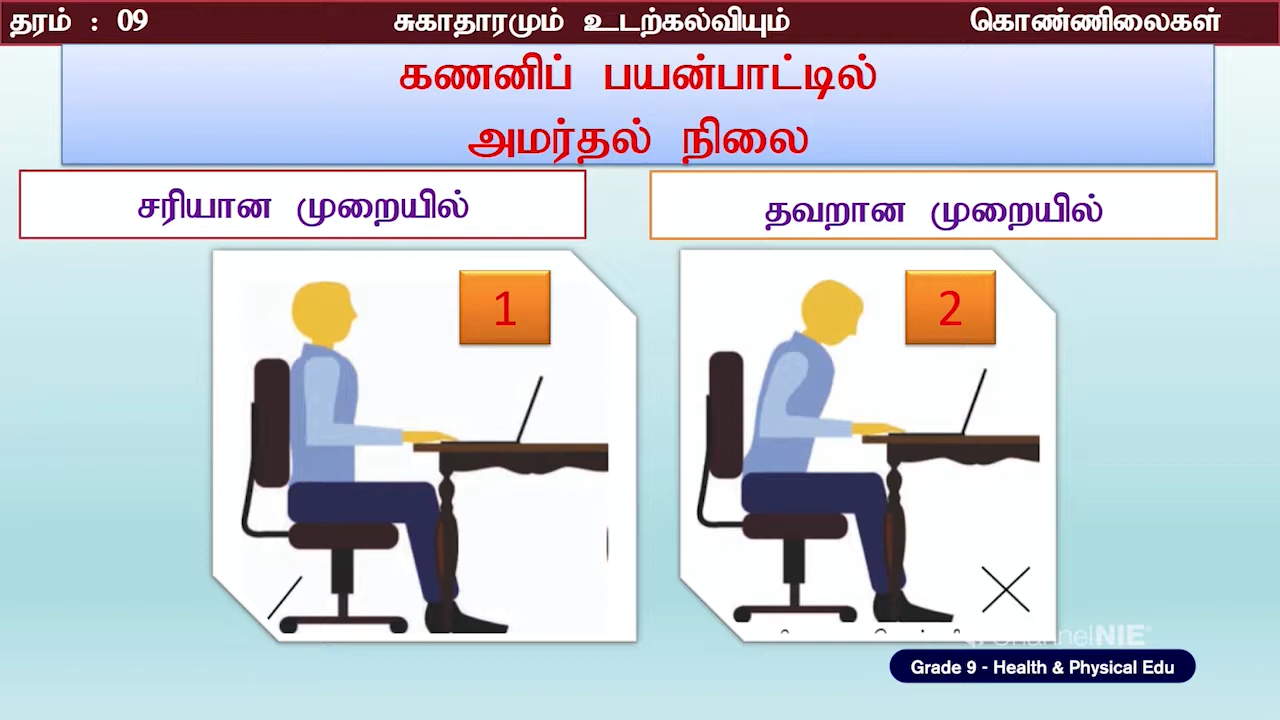 தரம் : 09 சுகாதாரமும் உடற்கல்வியும் கொண்ணிலைகள்
கணனிப் பயன்பாட்டில்
அமர்தல் நிலை
சரியான முறையில்
தவறான முறையில்
1
2
ChannelNIE
Grade 9 - Health & Physical Edu